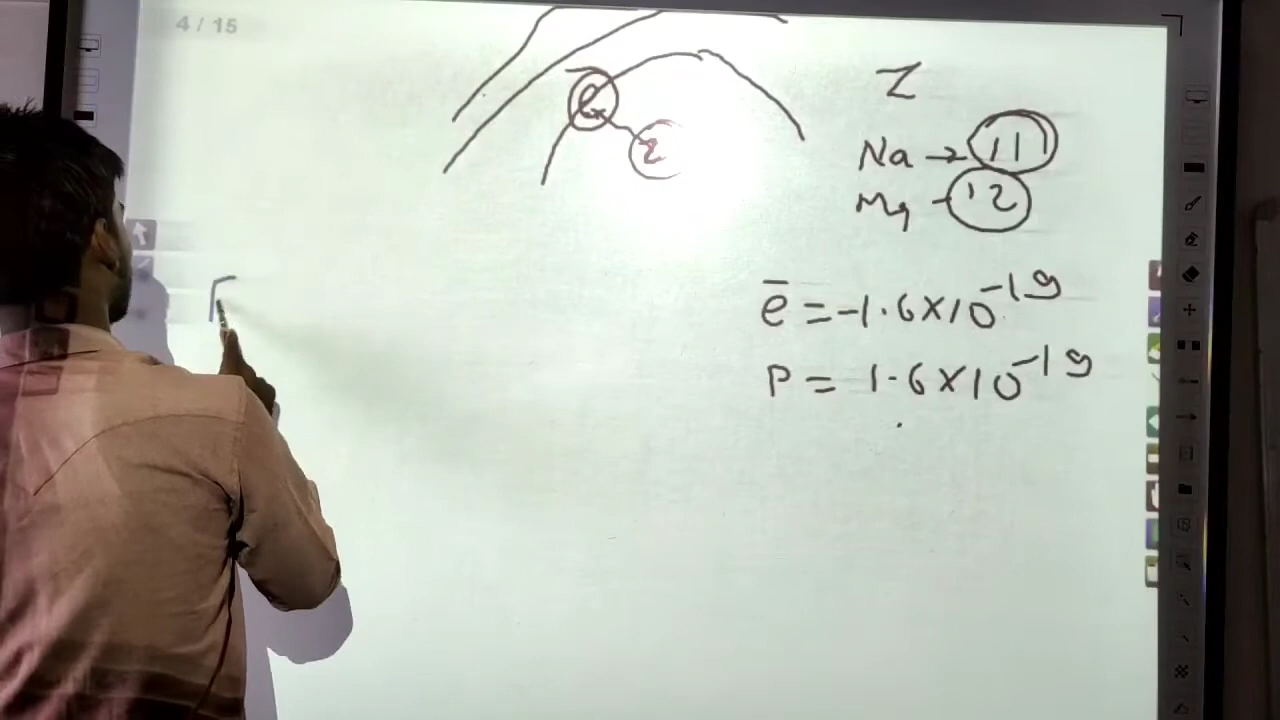 4 / 15
Z
Na → 11
Mg - 12
e̅ = -1.6×10⁻¹⁹
P = 1.6×10⁻¹⁹